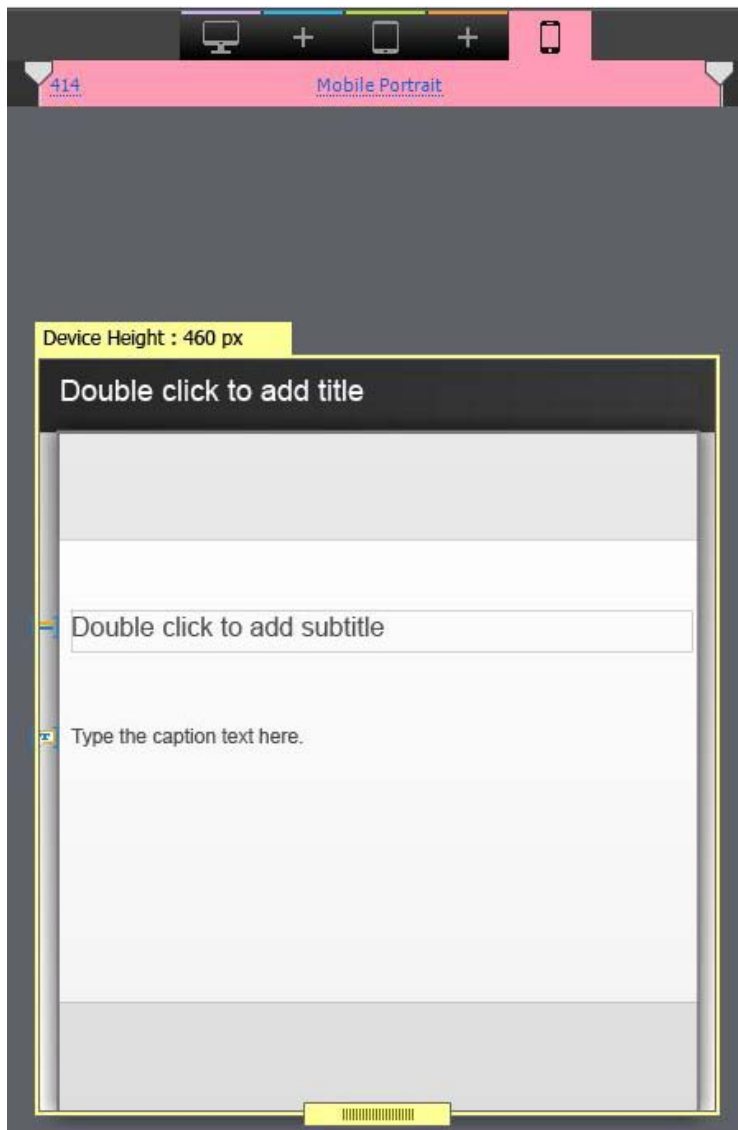 414
Mobile Portrait
Device Height : 460 px
Double click to add title
Double click to add subtitle
Type the caption text here.